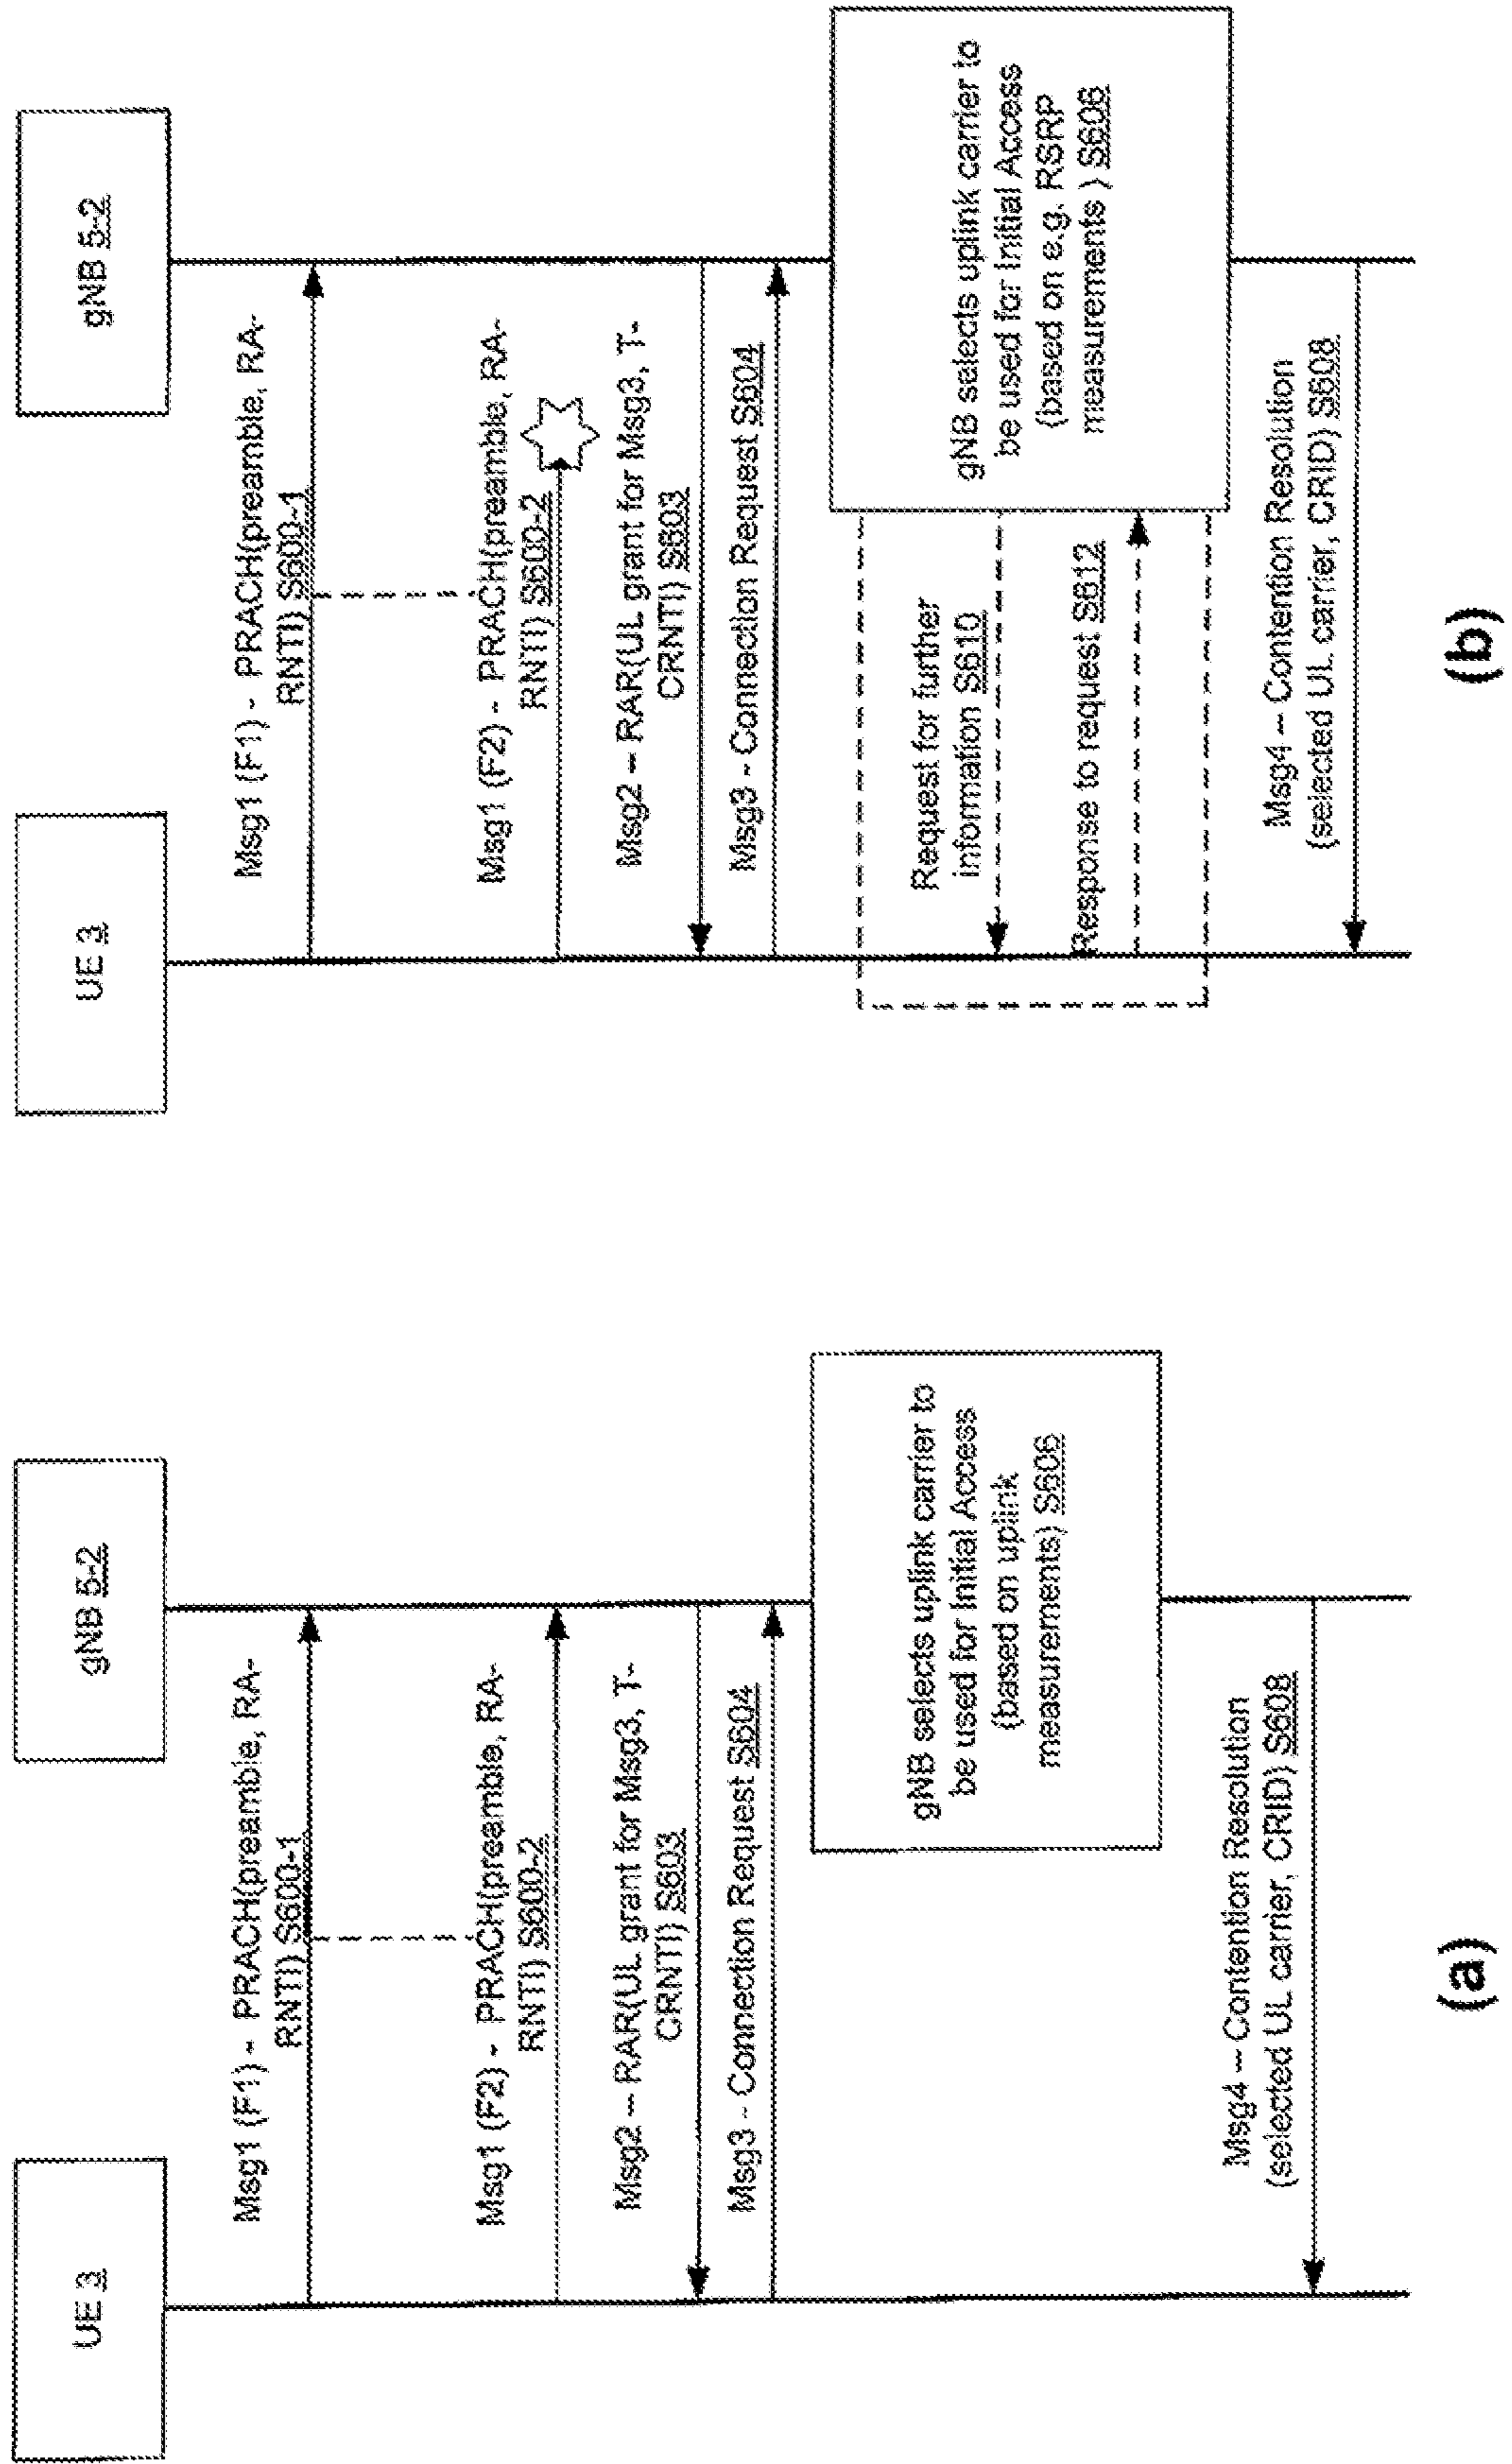 UE 3
gNB 5-2
Msg1 (F1) - PRACH(preamble, RA-
RNTI) S600-1
Msg1 (F2) - PRACH(preamble, RA-
RNTI) S600-2
Msg2 -- RAR(UL grant for Msg3, T-
CRNTI) S603
Msg3 - Connection Request S604
gNB selects uplink carrier to
be used for Initial Access
(based on uplink
measurements) S606
Msg4 -- Contention Resolution
(selected UL carrier, CRID) S608
(a)
UE 3
gNB 5-2
Msg1 (F1) - PRACH(preamble, RA-
RNTI) S600-1
Msg1 (F2) - PRACH(preamble, RA-
RNTI) S600-2
Msg2 -- RAR(UL grant for Msg3, T-
CRNTI) S603
Msg3 - Connection Request S604
gNB selects uplink carrier to
be used for Initial Access
(based on e.g. RSRP
measurements ) S606
Request for further
information S610
Response to request S612
Msg4 -- Contention Resolution
(selected UL carrier, CRID) S608
(b)